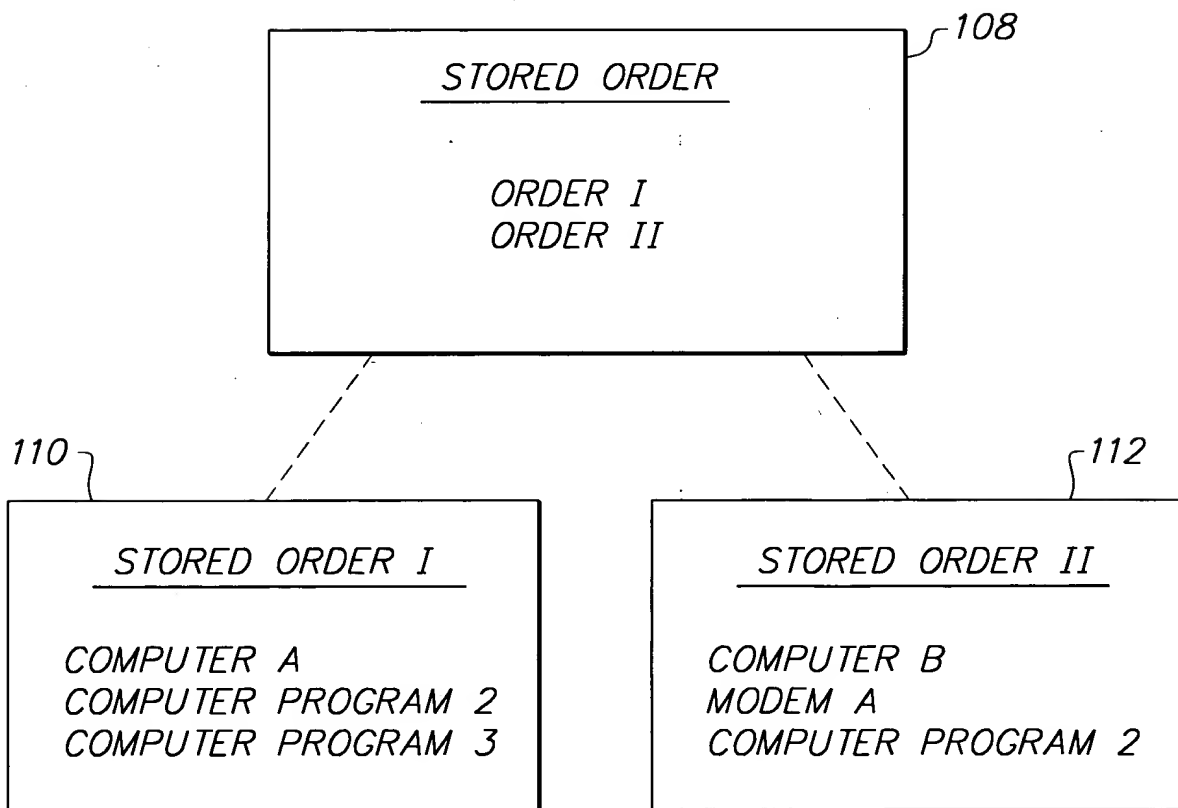 108
STORED ORDER
ORDER I
ORDER II
110
STORED ORDER I
COMPUTER A
COMPUTER PROGRAM 2
COMPUTER PROGRAM 3
112
STORED ORDER II
COMPUTER B
MODEM A
COMPUTER PROGRAM 2